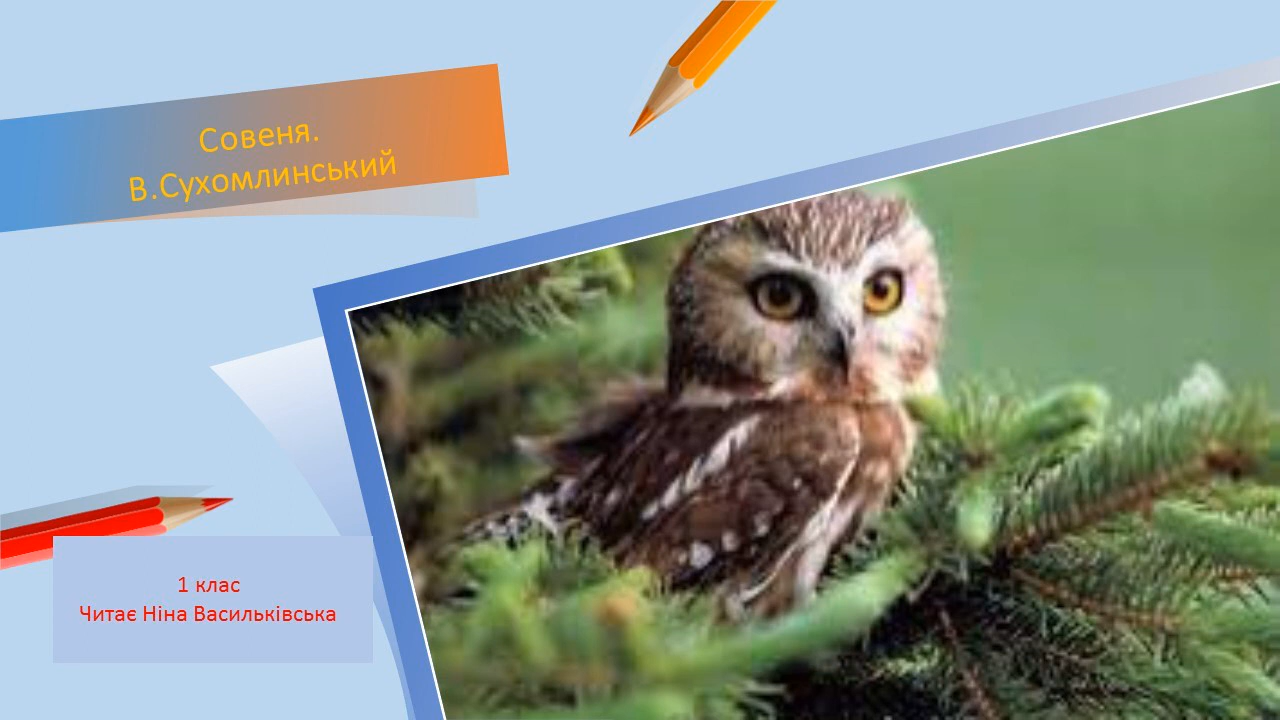 Совеня.
В.Сухомлинський
1 клас
Читає Ніна Васильківська